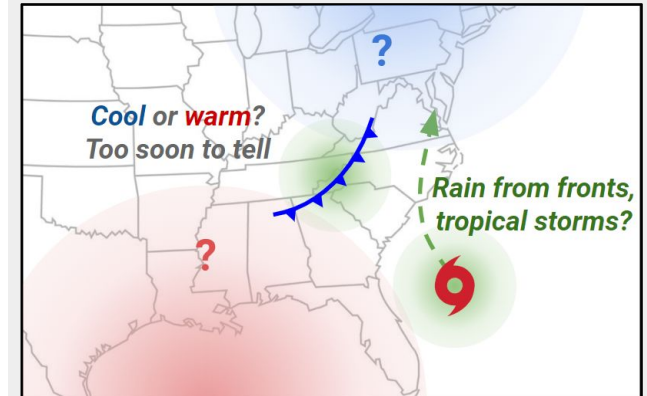 ?
Cool or warm?
Too soon to tell
Rain from fronts,
tropical storms?
?